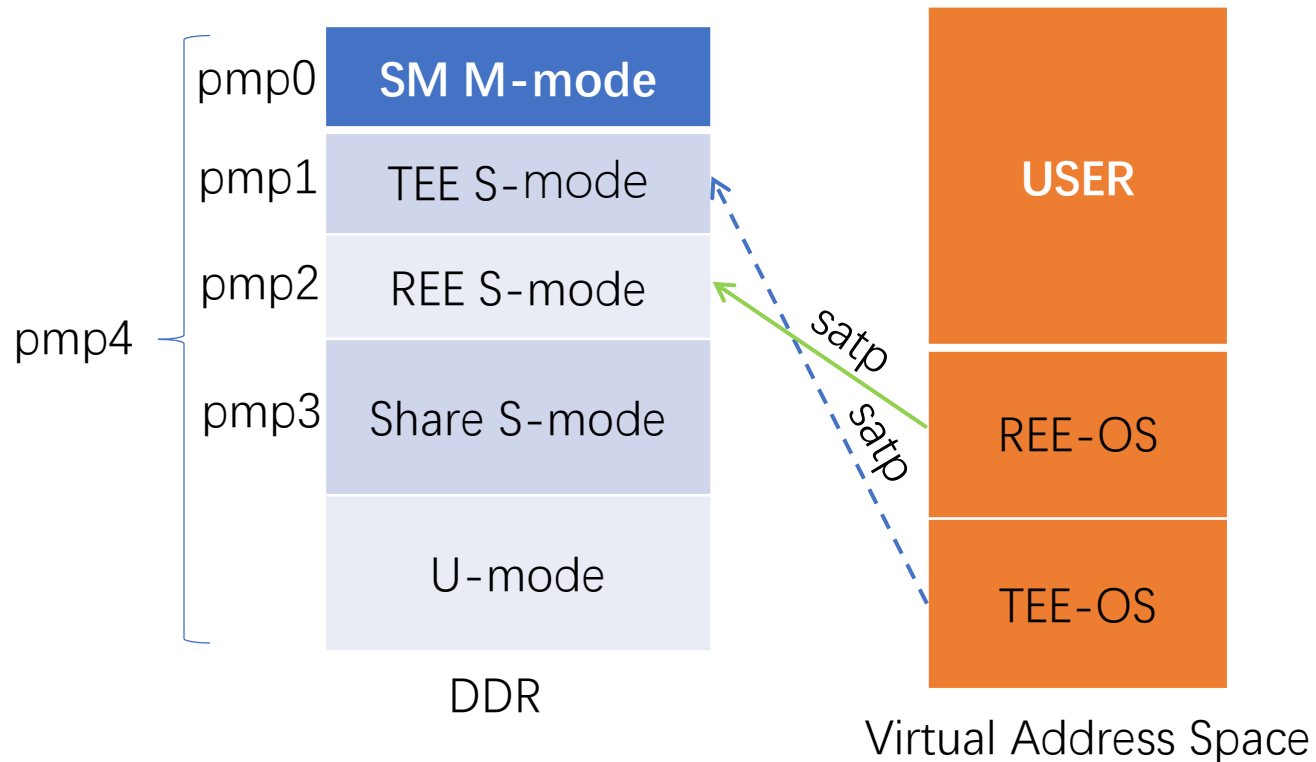 pmp0 SM M-mode
pmp1 TEE S-mode USER
pmp2 REE S-mode
pmp4
satp
pmp3 Share S-mode satp REE-OS
U-mode TEE-OS
DDR
Virtual Address Space